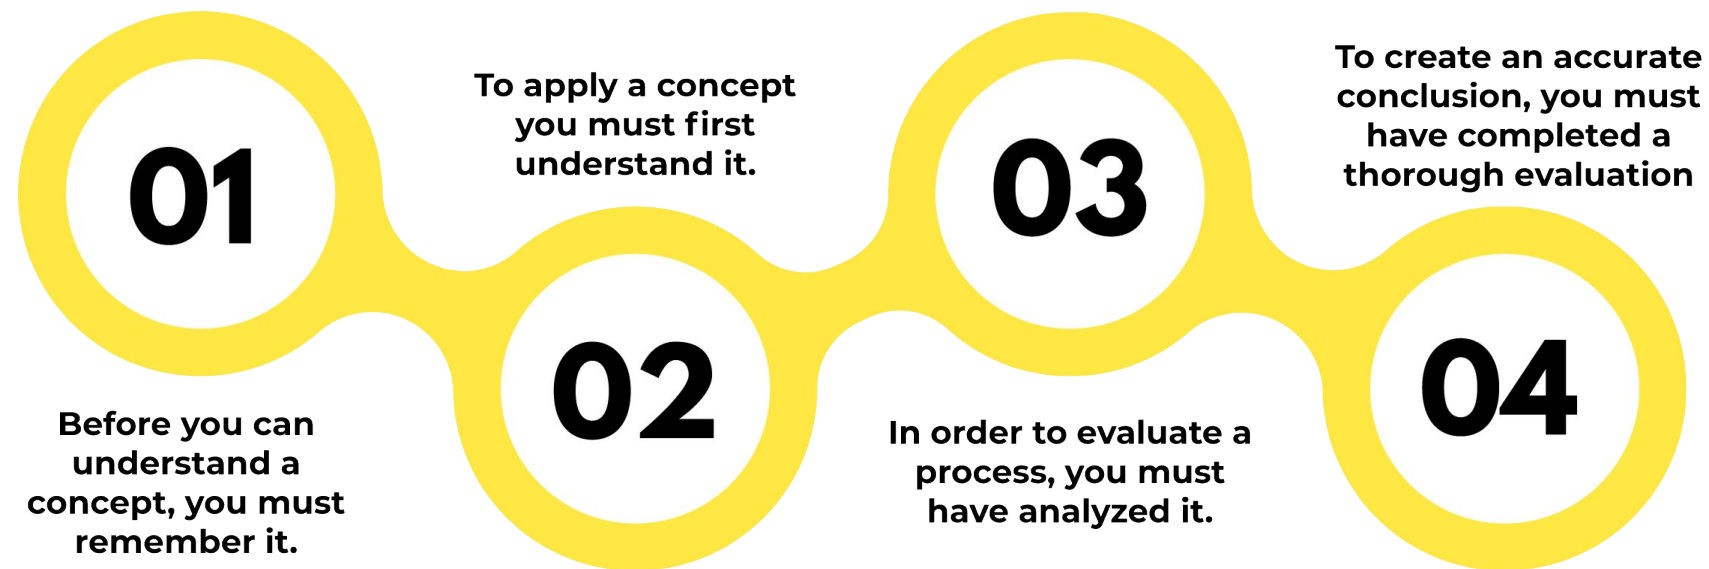 01
Before you can
understand a
concept, you must
remember it.
To apply a concept
you must first
understand it.
02
03
In order to evaluate a
process, you must
have analyzed it.
To create an accurate
conclusion, you must
have completed a
thorough evaluation
04